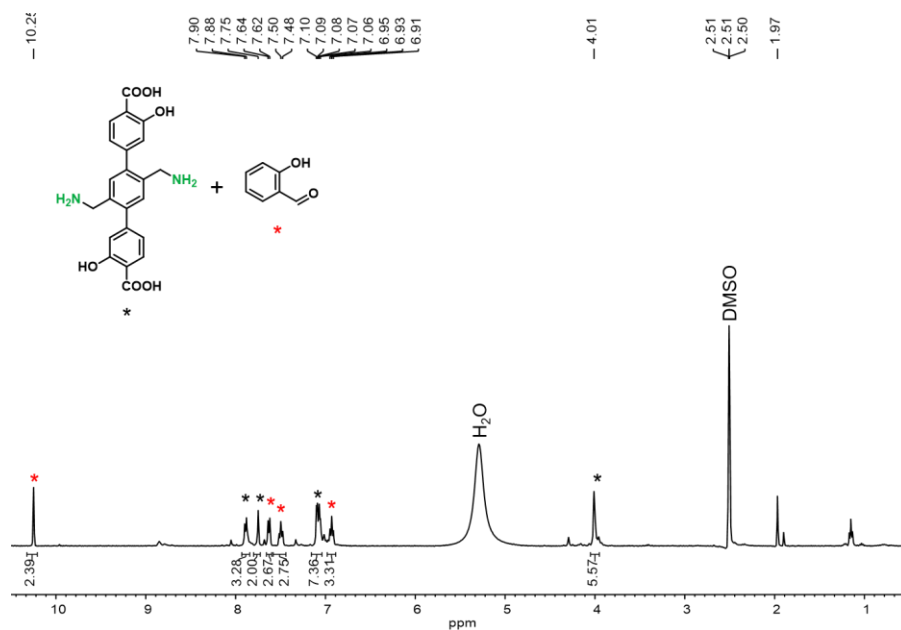 10.25
7.90
7.88
7.75
7.64
7.62
7.50
7.48
7.10
7.09
7.08
7.07
7.06
6.95
6.93
6.91
4.01
2.51
2.51
2.50
1.97
COOH
OH
NH2
H2N
+
OH
O
*
HO
COOH
*
DMSO
H2O
* * * * * * * *
2.39
3.28
2.00
2.67
2.75
7.36
3.31
5.57
10 9 8 7 6 5 4 3 2 1
ppm